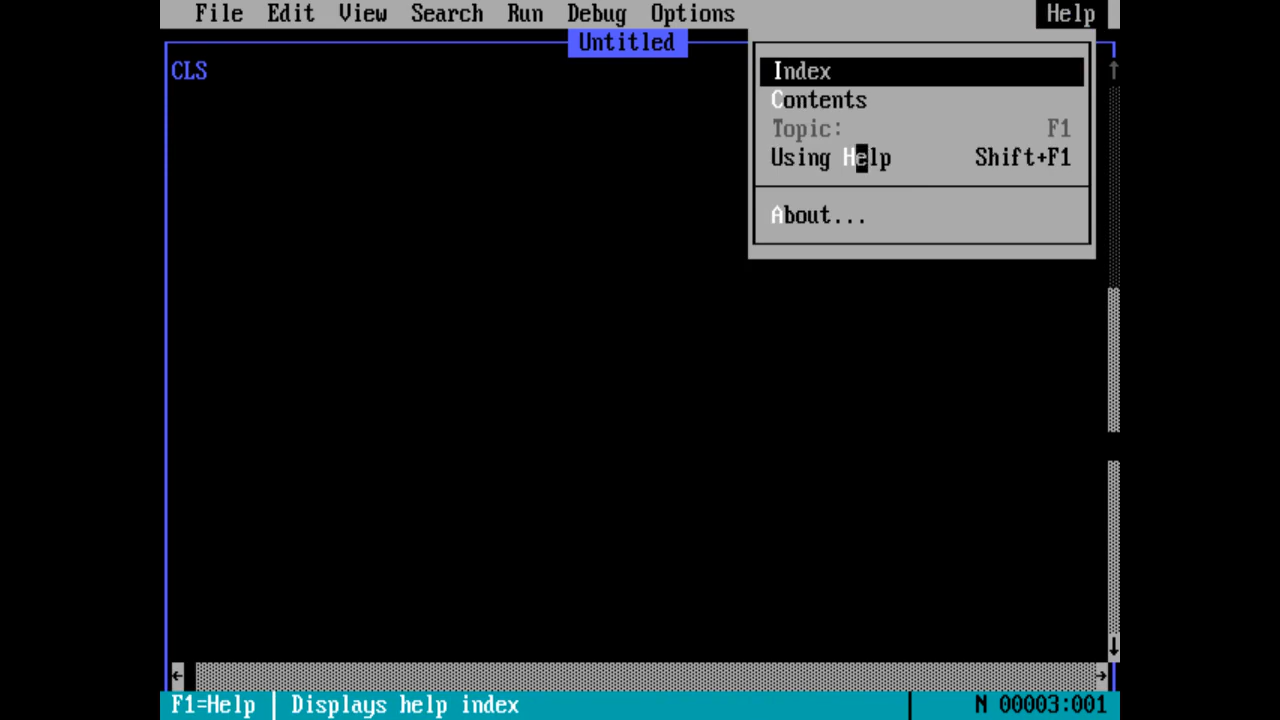 File Edit View Search Run Debug Options Help
Untitled
CLS
Index
Contents
Topic: F1
Using Help Shift+F1
About...
F1=Help Displays help index N 00003:001